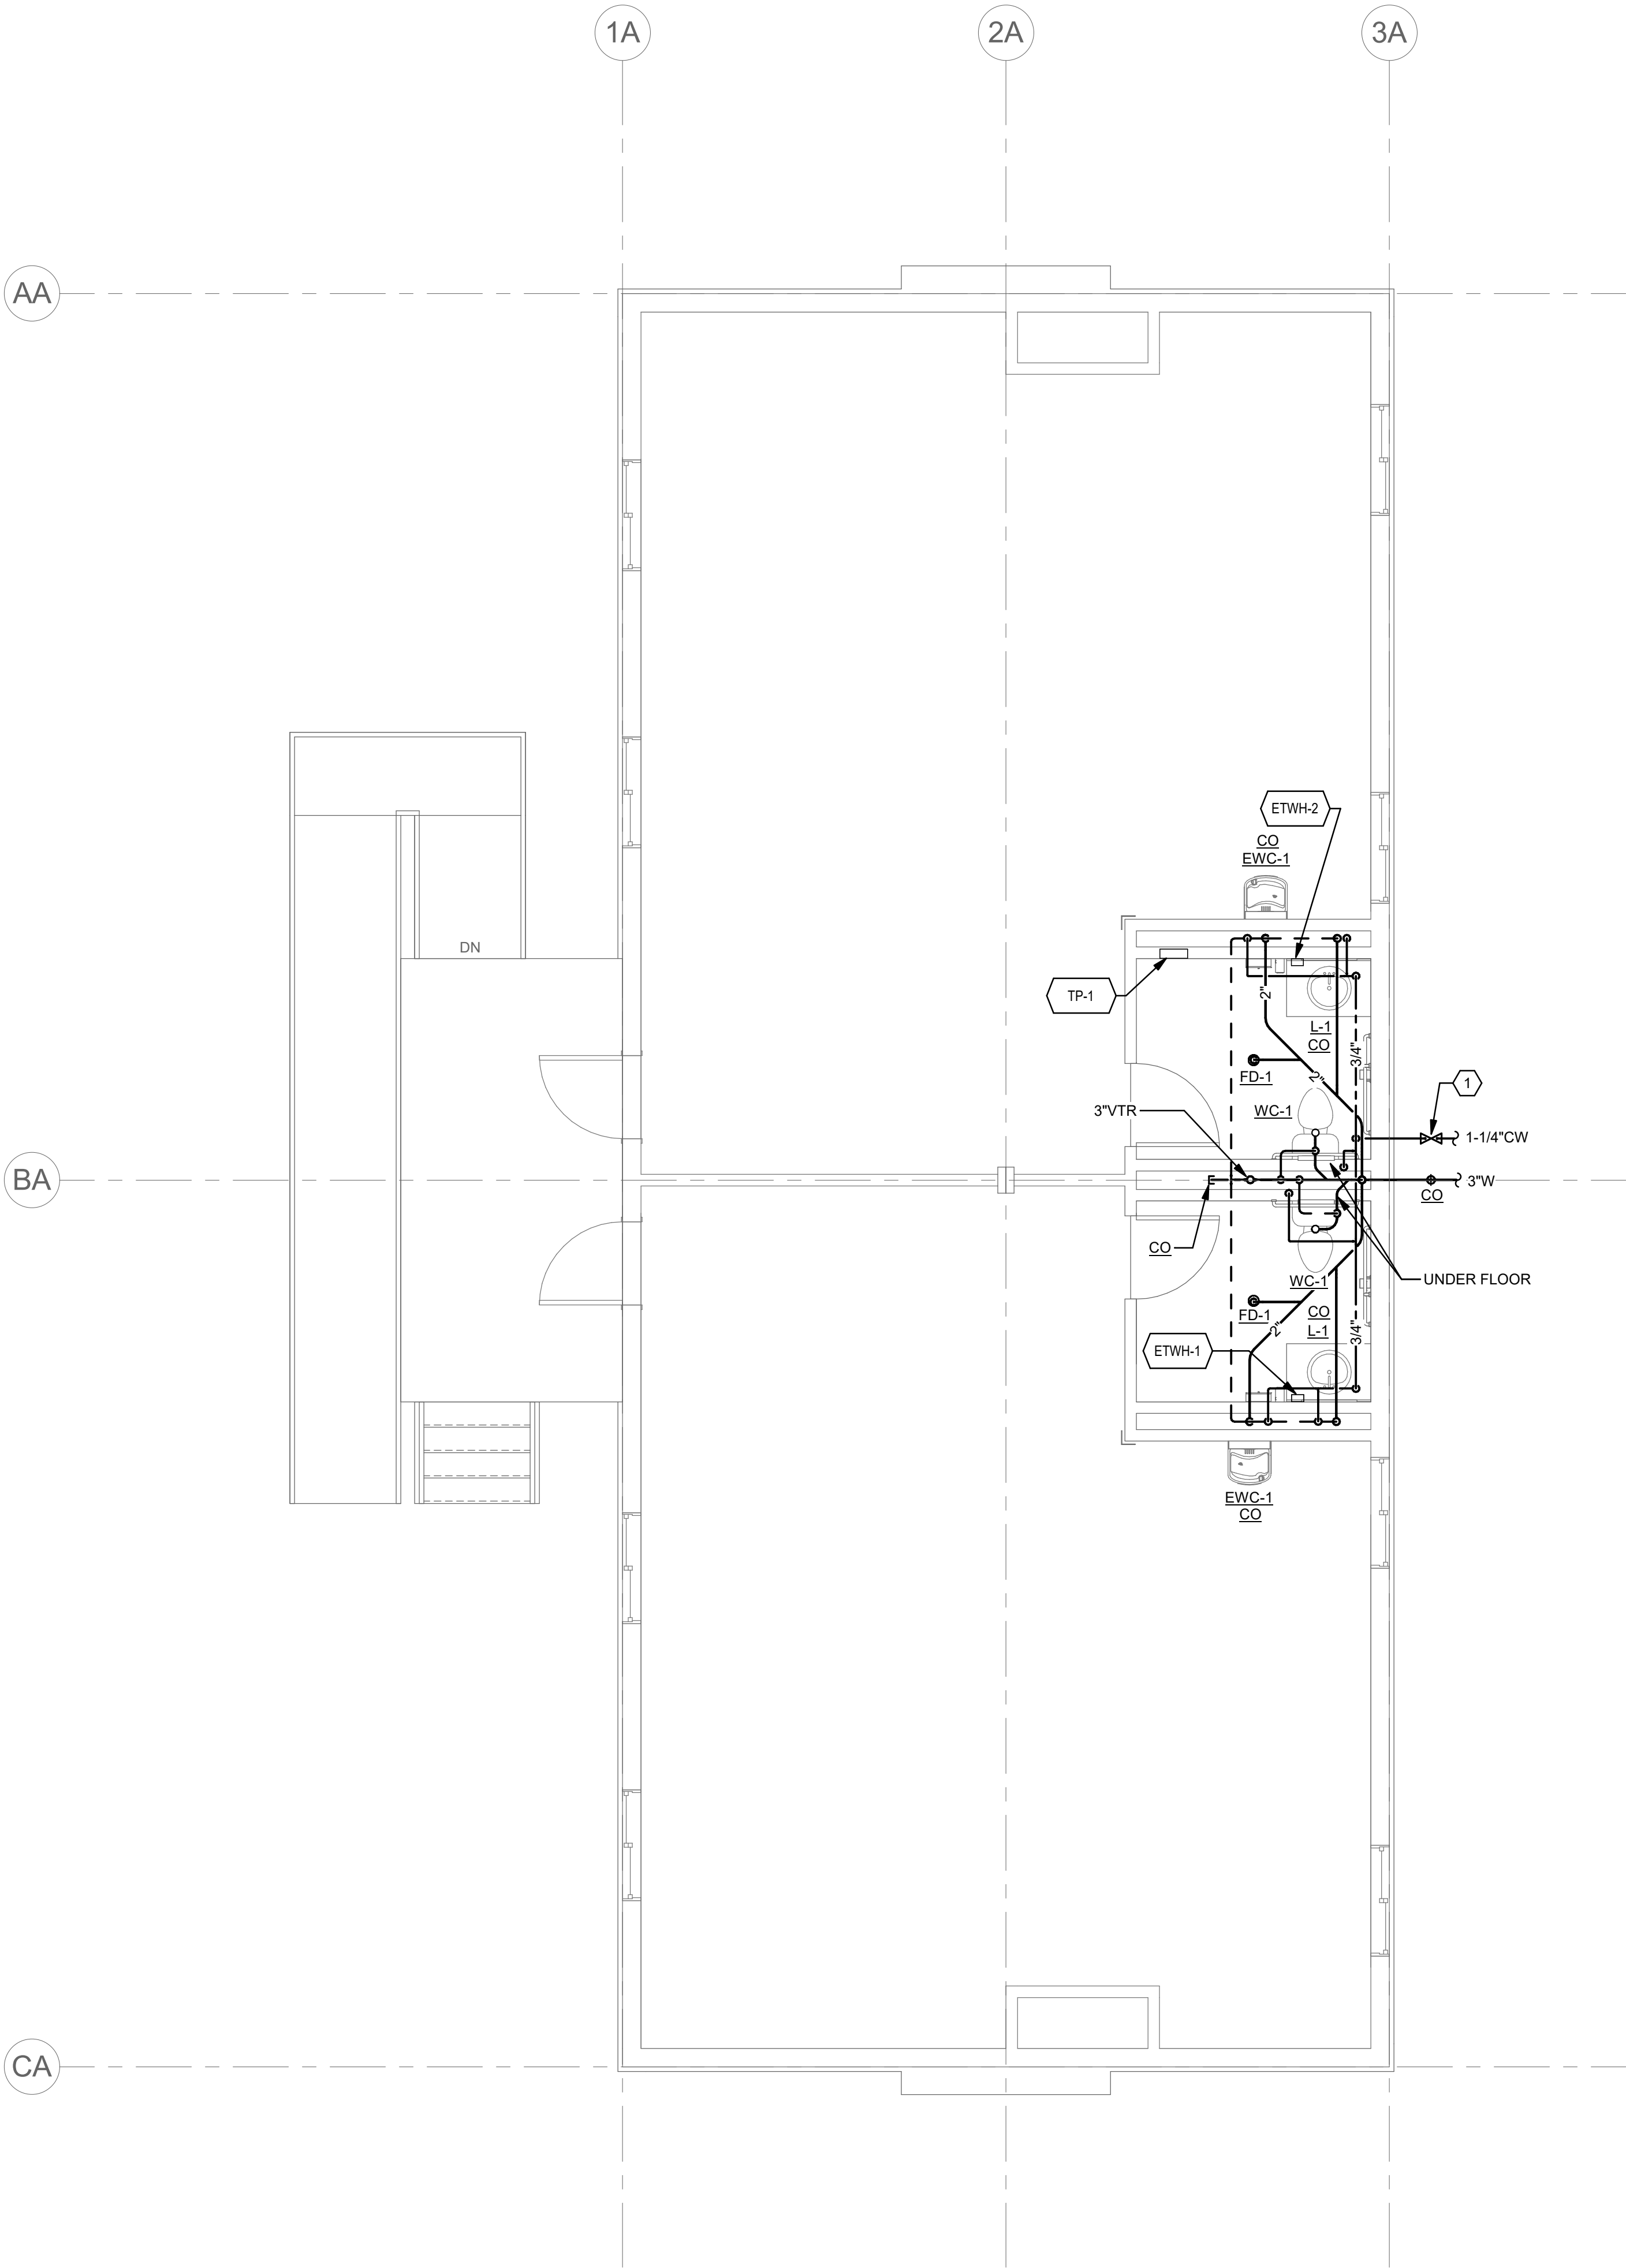 1A
2A
3A
AA
ETWH-2
CO
EWC-1
DN
TP-1
2"
L-1
CO
3/4"
FD-1
2"
1
3"VTR
WC-1
1-1/4"CW
BA
3"W
CO
CO
UNDER FLOOR
WC-1
FD-1
CO
2"
L-1
3/4"
ETWH-1
EWC-1
CO
CA